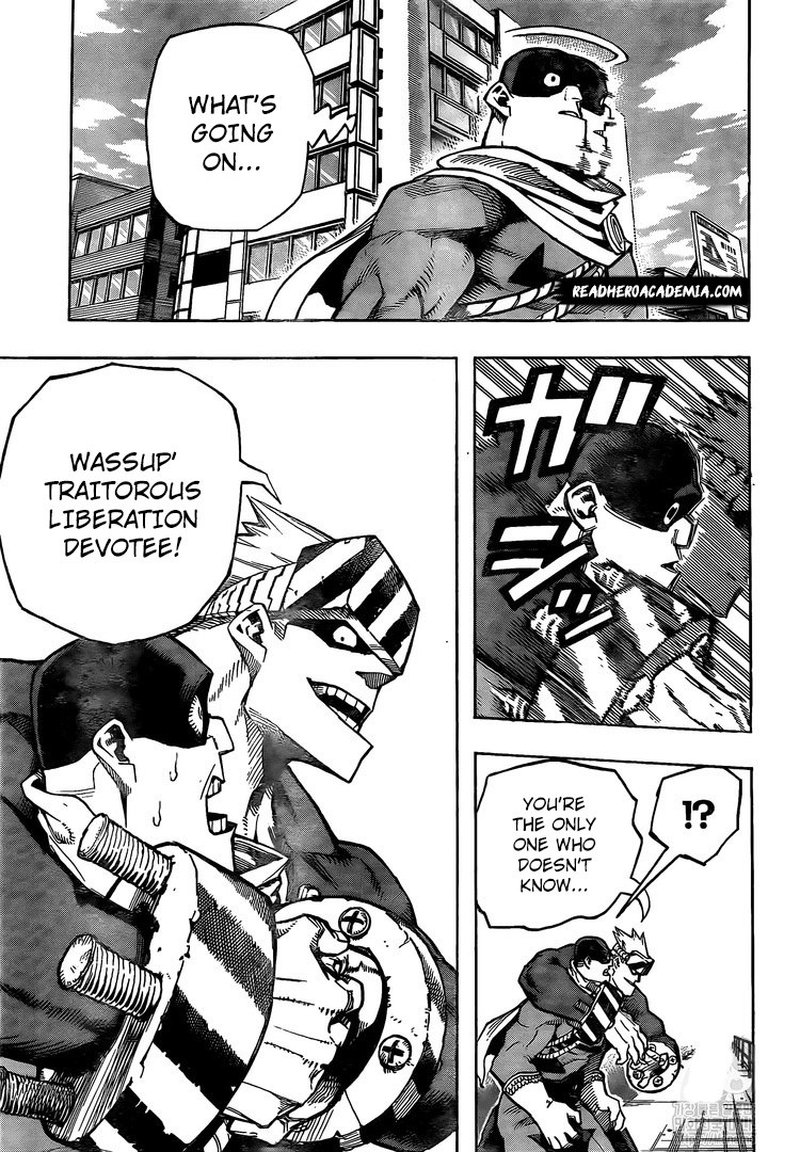 WHAT'S
GOING
ON...
READHEROACADEMIA.COM
ガ
シッ
WASSUP'
TRAITOROUS
LIBERATION
DEVOTEE!
!?
YOU'RE
THE ONLY
ONE WHO
DOESN'T
KNOW...